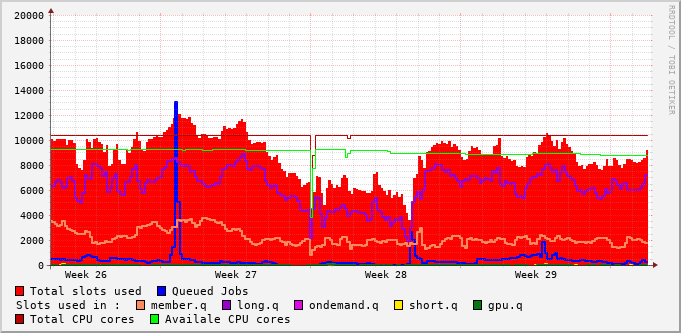 20000
18000
16000
14000
12000
10000
8000
6000
4000
2000
0
Week 26 Week 27 Week 28 Week 29
RRDTOOL / TOBI OETIKER
Total slots used Queued Jobs
Slots used in : member.q long.q ondemand.q short.q gpu.q
Total CPU cores Availale CPU cores